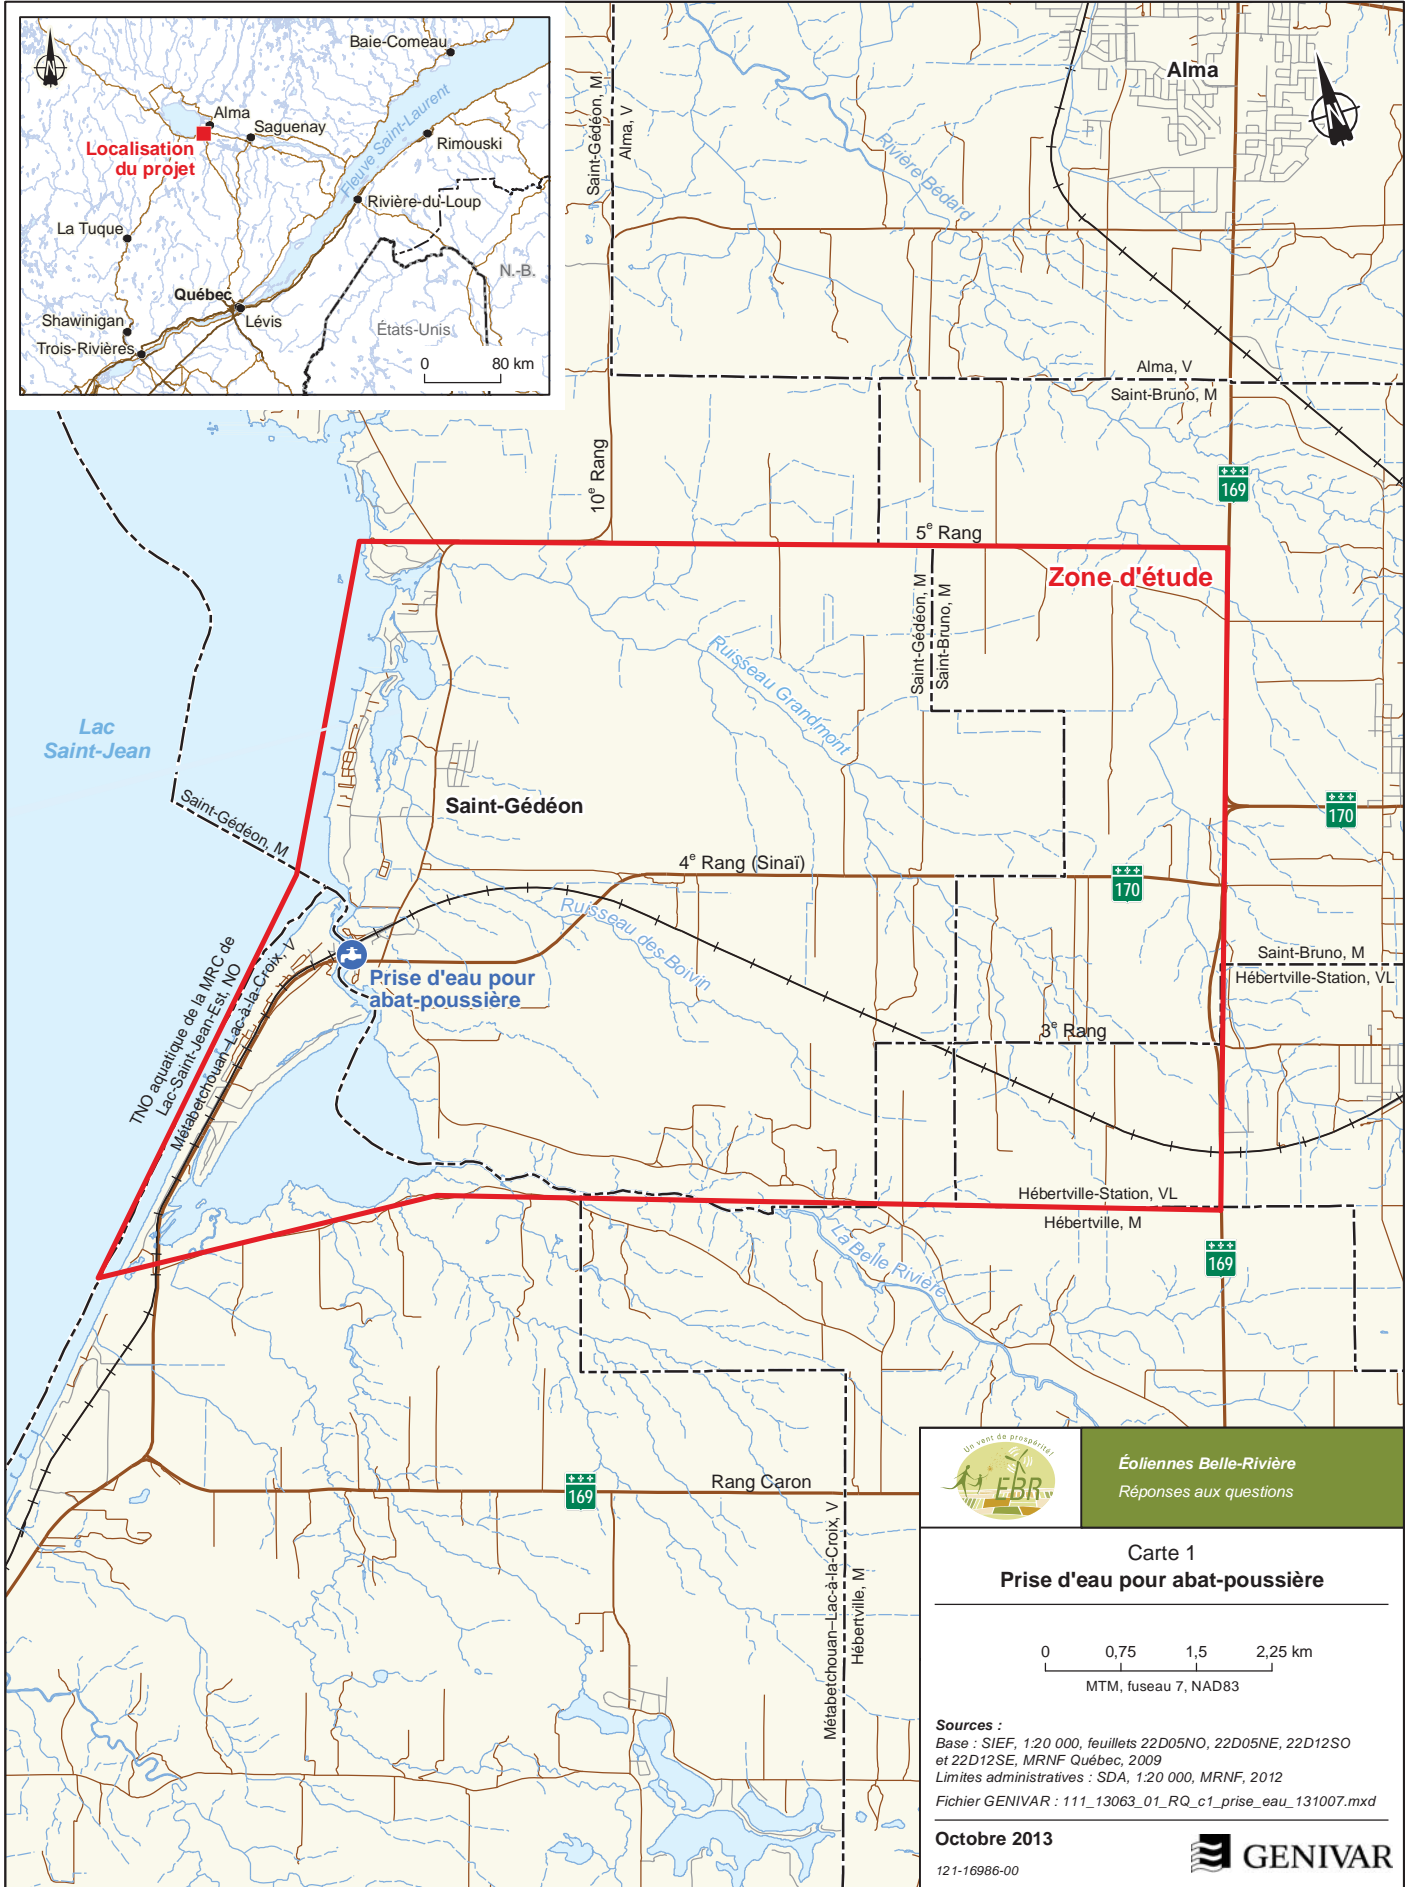 Baie-Comeau
Alma
Saguenay
Localisation
du projet
Fleuve Saint-Laurent
Rimouski
Rivière-du-Loup
La Tuque
N.-B.
Québec
Lévis
Shawinigan
États-Unis
Trois-Rivières
0 80 km
Saint-Gédéon, M
Alma, V
Alma
Rivière Bédard
Alma, V
Saint-Bruno, M
10e Rang
169
5e Rang
Zone d'étude
Saint-Gédéon, M
Saint-Bruno, M
Ruisseau Grandmont
Lac
Saint-Jean
Saint-Gédéon, M
Saint-Gédéon
170
4e Rang (Sinaï)
170
Ruisseau des Boivin
Prise d'eau pour
abat-poussière
TNO aquatique de la MRC de
Lac-Saint-Jean-Est, NO
Métabetchouan–Lac-à-la-Croix, V
Saint-Bruno, M
Hébertville-Station, VL
3e Rang
Hébertville-Station, VL
Hébertville, M
La Belle Rivière
169
Rang Caron
169
Métabetchouan–Lac-à-la-Croix, V
Hébertville, M
Un vent de prospérité!
EBR
Éoliennes Belle-Rivière
Réponses aux questions
Carte 1
Prise d'eau pour abat-poussière
0 0,75 1,5 2,25 km
MTM, fuseau 7, NAD83
Sources :
Base : SIEF, 1:20 000, feuillets 22D05NO, 22D05NE, 22D12SO
et 22D12SE, MRNF Québec, 2009
Limites administratives : SDA, 1:20 000, MRNF, 2012
Fichier GENIVAR : 111_13063_01_RQ_c1_prise_eau_131007.mxd
Octobre 2013
121-16986-00
GENIVAR